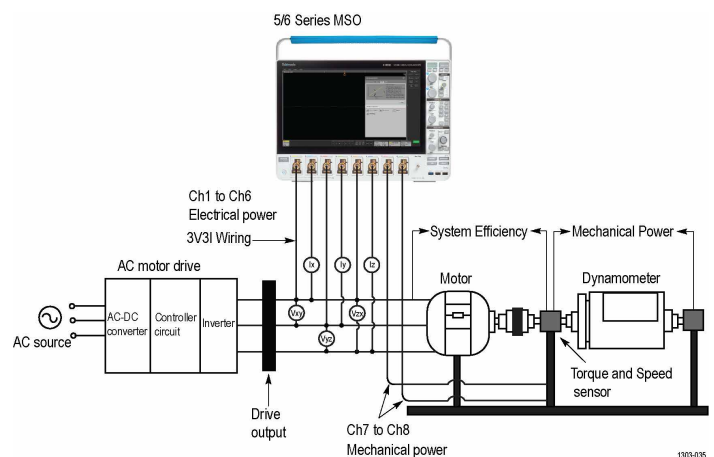 5/6 Series MSO
Tektronix
Ch1 to Ch6
Electrical power
3V3I Wiring
System Efficiency
Mechanical Power
AC motor drive
Ix
Iy
Iz
Motor
Dynamometer
AC source
AC-DC
converter
Controller
circuit
Inverter
Vxy
Vyz
Vzx
Drive
output
Torque and Speed
sensor
Ch7 to Ch8
Mechanical power
1303-035